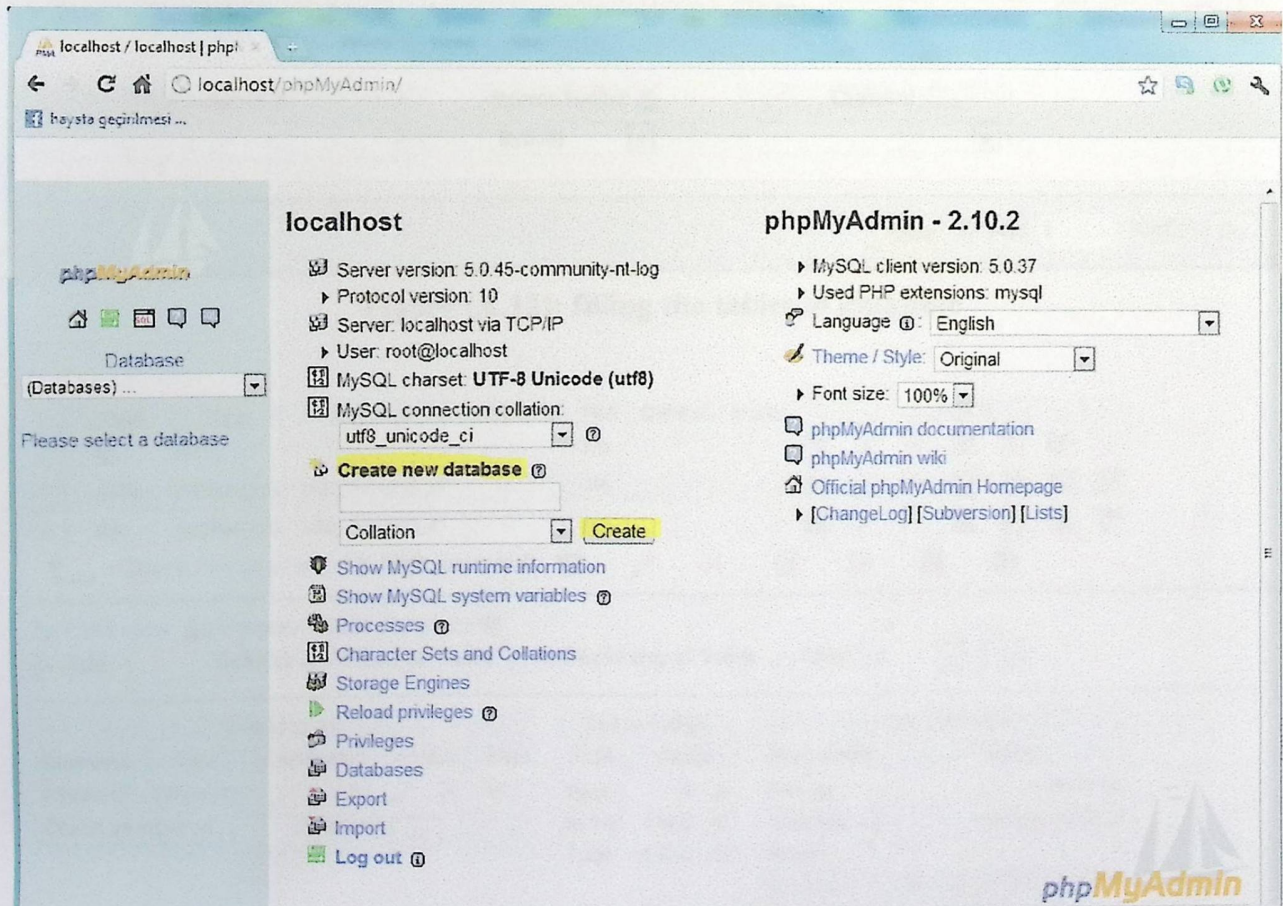 localhost / localhost | phpM
localhost/phpMyAdmin/
haysta geçirilmesi ...
phpMyAdmin
Database
(Databases) ...
Please select a database
localhost
Server version: 5.0.45-community-nt-log
Protocol version: 10
Server: localhost via TCP/IP
User: root@localhost
MySQL charset: UTF-8 Unicode (utf8)
MySQL connection collation:
utf8_unicode_ci
Create new database
Collation
Create
Show MySQL runtime information
Show MySQL system variables
Processes
Character Sets and Collations
Storage Engines
Reload privileges
Privileges
Databases
Export
Import
Log out
phpMyAdmin - 2.10.2
MySQL client version: 5.0.37
Used PHP extensions: mysql
Language: English
Theme / Style: Original
Font size: 100%
phpMyAdmin documentation
phpMyAdmin wiki
Official phpMyAdmin Homepage
[ChangeLog] [Subversion] [Lists]
phpMyAdmin